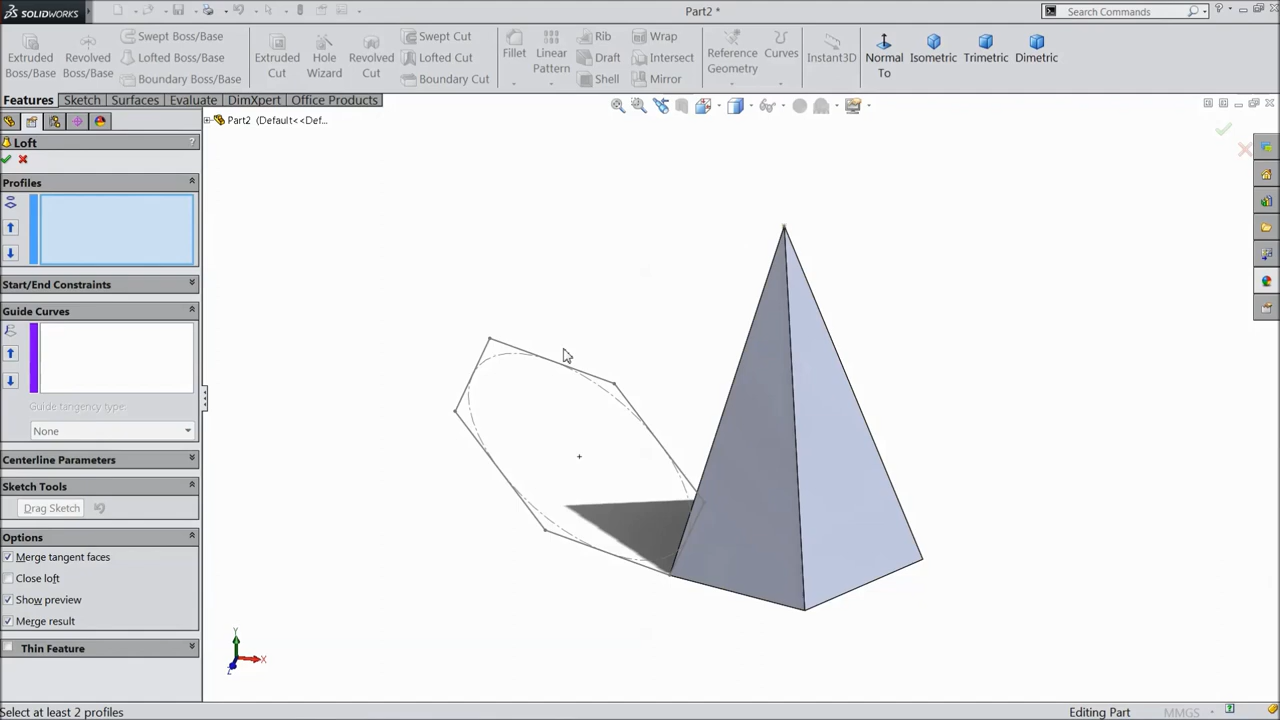 SOLIDWORKS
Part2 *
Search Commands
Extruded Boss/Base
Revolved Boss/Base
Swept Boss/Base
Lofted Boss/Base
Boundary Boss/Base
Extruded Cut
Hole Wizard
Revolved Cut
Swept Cut
Lofted Cut
Boundary Cut
Fillet
Linear Pattern
Rib
Draft
Shell
Wrap
Intersect
Mirror
Reference Geometry
Curves
Instant3D
Normal To
Isometric
Trimetric
Dimetric
Features Sketch Surfaces Evaluate DimXpert Office Products
Part2 (Default<<Def...
Loft ?
Profiles
Start/End Constraints
Guide Curves
Guide tangency type:
None
Centerline Parameters
Sketch Tools
Drag Sketch
Options
Merge tangent faces
Close loft
Show preview
Merge result
Thin Feature
Y
X
Z
Select at least 2 profiles
Editing Part
MMGS